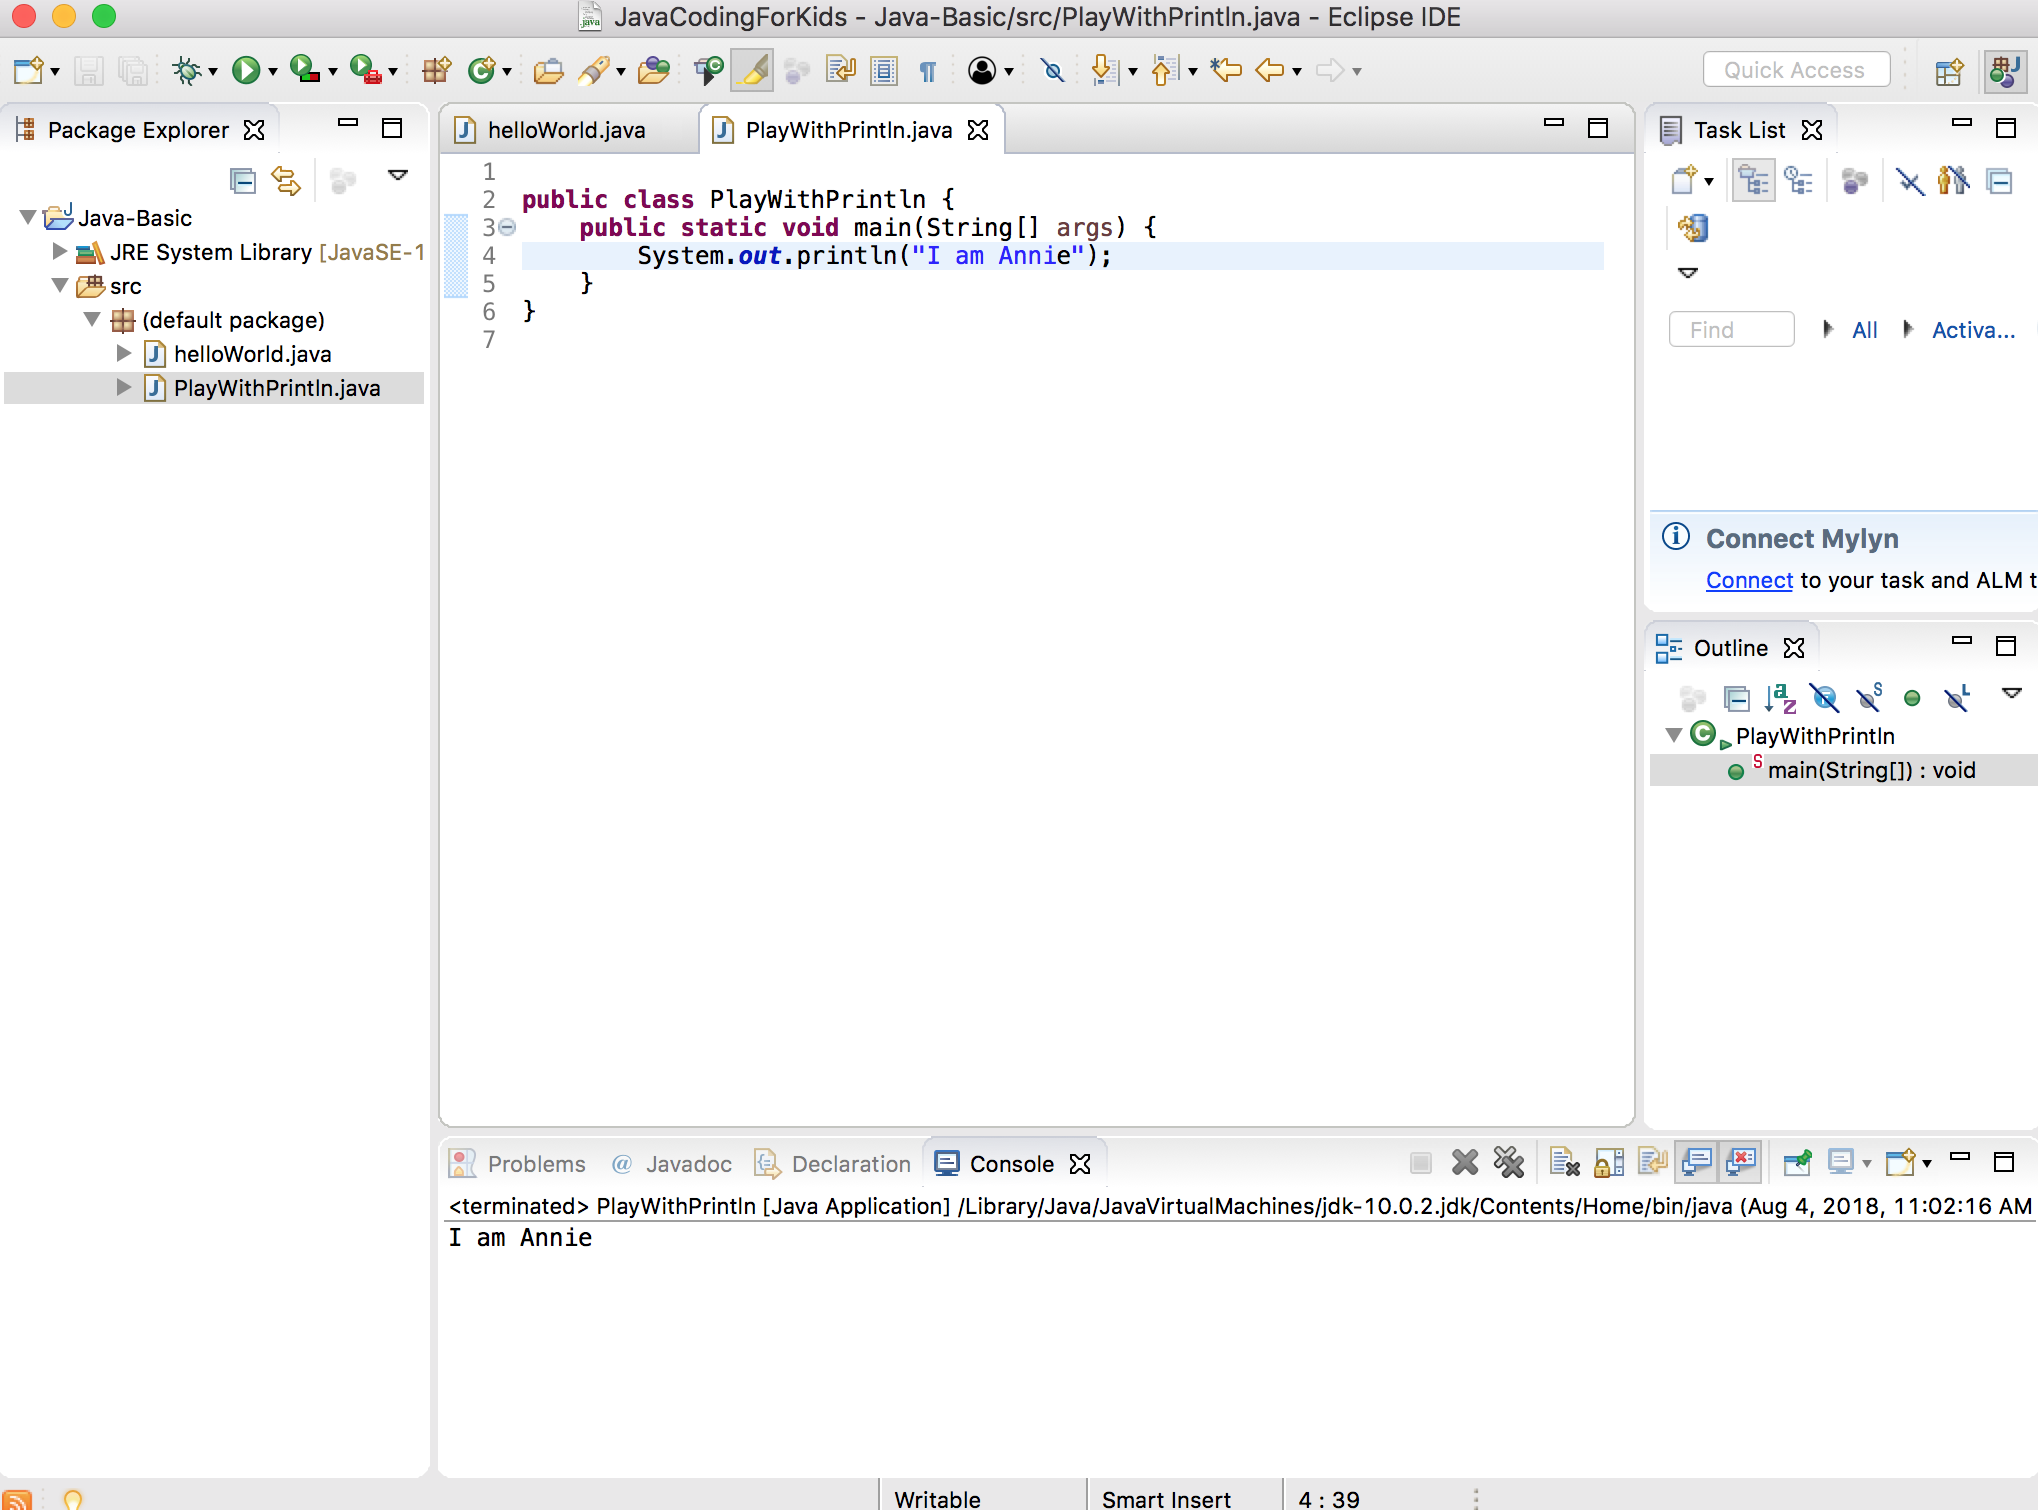 JavaCodingForKids - Java-Basic/src/PlayWithPrintln.java - Eclipse IDE
Quick Access
Package Explorer
Java-Basic
JRE System Library [JavaSE-1
src
(default package)
helloWorld.java
PlayWithPrintln.java
helloWorld.java
PlayWithPrintln.java
1
2 public class PlayWithPrintln {
3 public static void main(String[] args) {
4 System.out.println("I am Annie");
5 }
6 }
7
Task List
Find
All
Activa...
Connect Mylyn
Connect to your task and ALM t
Outline
PlayWithPrintln
main(String[]) : void
Problems
Javadoc
Declaration
Console
<terminated> PlayWithPrintln [Java Application] /Library/Java/JavaVirtualMachines/jdk-10.0.2.jdk/Contents/Home/bin/java (Aug 4, 2018, 11:02:16 AM
I am Annie
Writable
Smart Insert
4 : 39